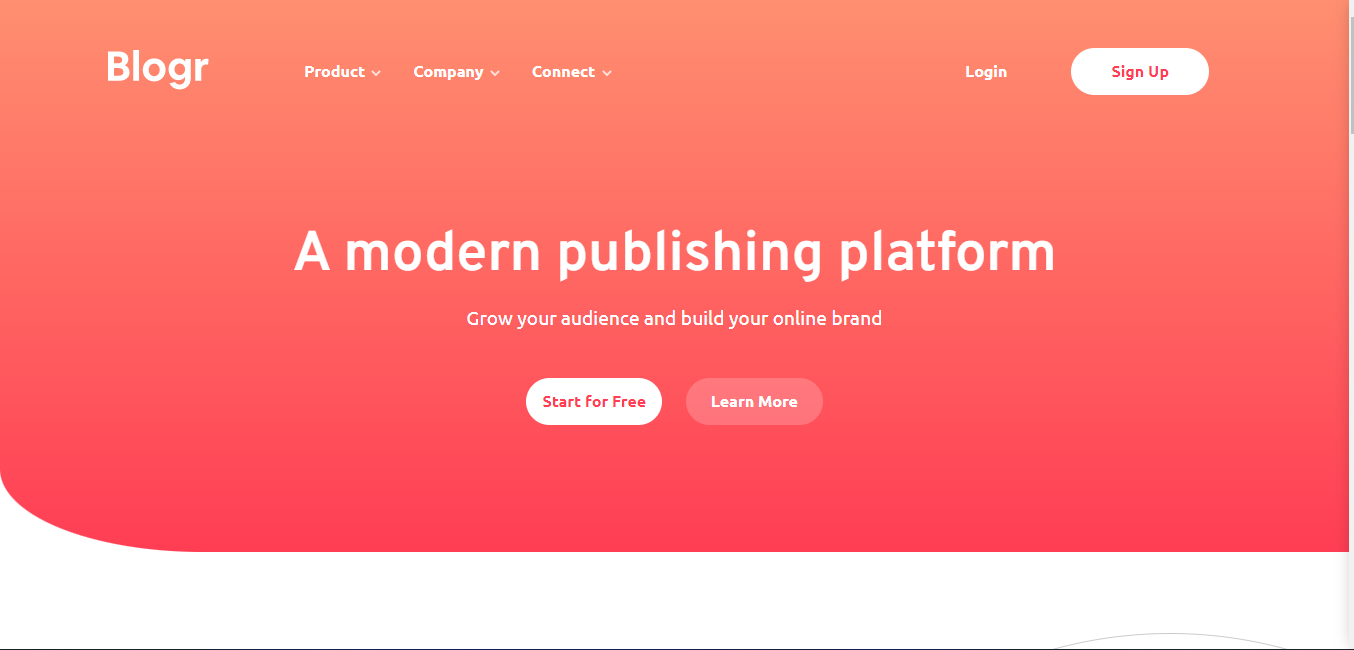 Blogr Product Company Connect Login Sign Up
A modern publishing platform
Grow your audience and build your online brand
Start for Free Learn More